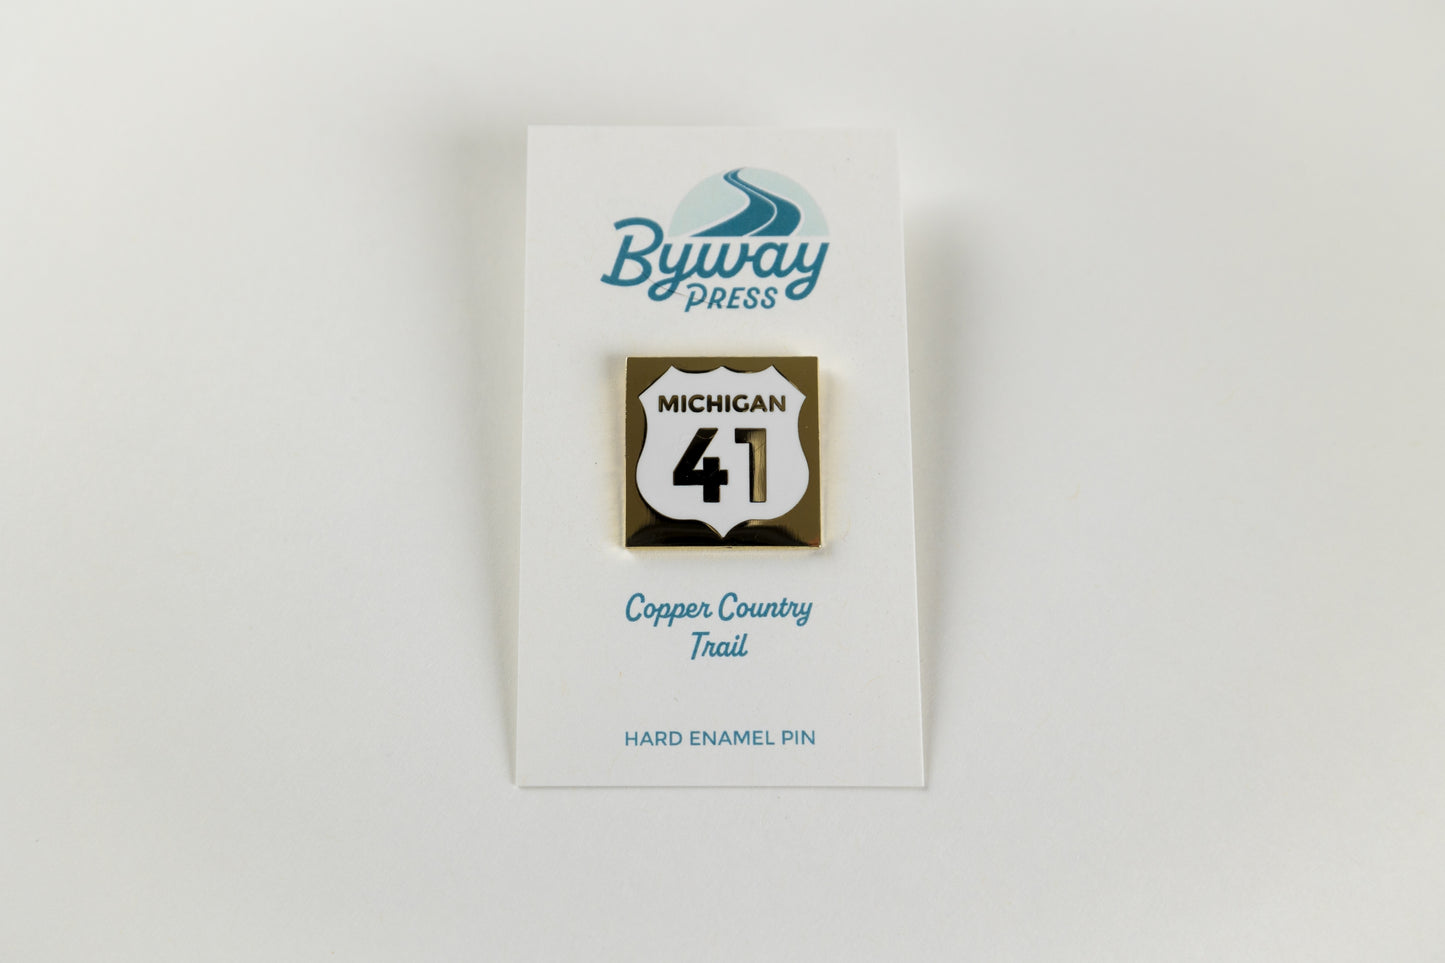 Byway
PRESS
MICHIGAN
41
Copper Country
Trail
HARD ENAMEL PIN